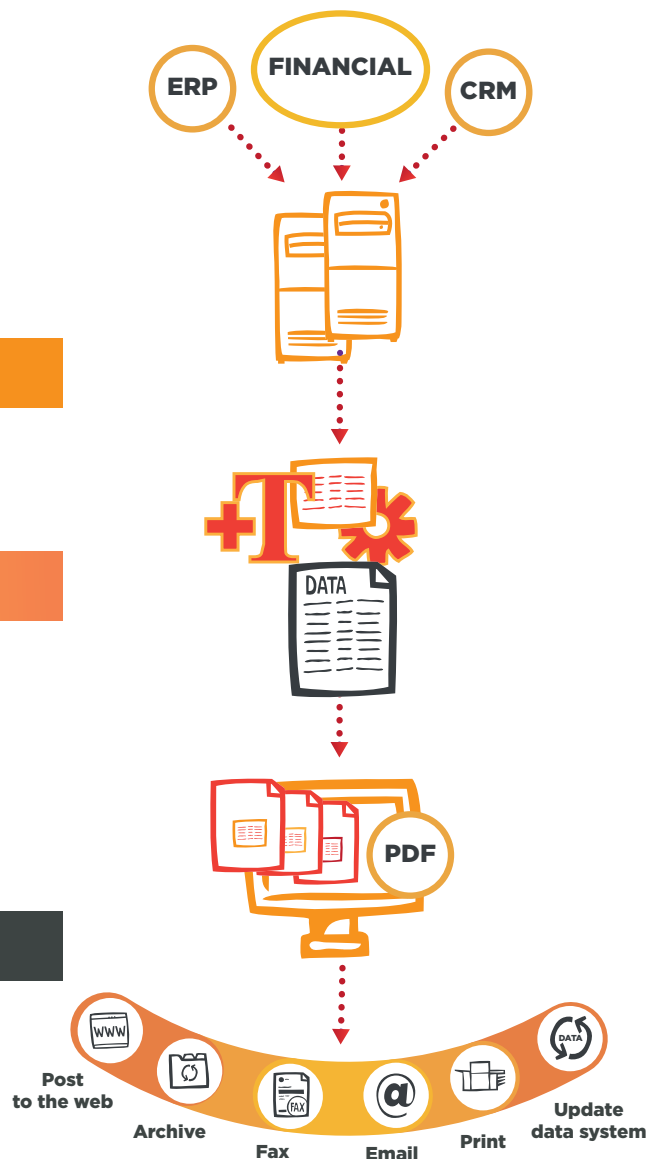 ERP
FINANCIAL
CRM
+T
DATA
PDF
WWW
Post
to the web
Archive
FAX
Fax
@
Email
Print
DATA
Update
data system